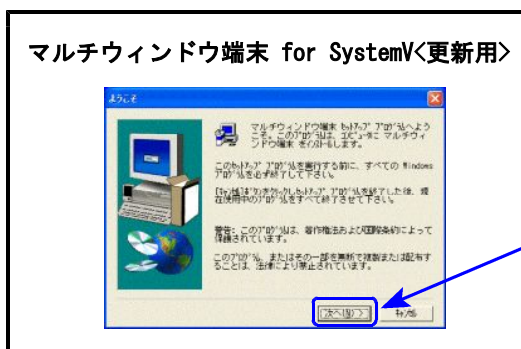 マルチウィンドウ端末 for SystemV<更新用>
ようこそ
マルチウィンドウ端末 ｾｯﾄｱｯﾌﾟ ﾌﾟﾛｸﾞﾗﾑへよう
こそ。このﾌﾟﾛｸﾞﾗﾑは、ｺﾝﾋﾟｭｰﾀに マルチウィ
ンドウ端末 をｲﾝｽﾄｰﾙします。
このｾｯﾄｱｯﾌﾟ ﾌﾟﾛｸﾞﾗﾑを実行する前に、すべての Windows
ﾌﾟﾛｸﾞﾗﾑを必ず終了して下さい。
[ｷｬﾝｾﾙ]ﾎﾞﾀﾝをｸﾘｯｸしｾｯﾄｱｯﾌﾟ ﾌﾟﾛｸﾞﾗﾑを終了した後、現
在使用中のﾌﾟﾛｸﾞﾗﾑをすべて終了させて下さい。
警告: このﾌﾟﾛｸﾞﾗﾑは、著作権法および国際条約によって
保護されています。
このﾌﾟﾛｸﾞﾗﾑ、またはその一部を無断で複製または配布す
ることは、法律により禁止されています。
次へ(N) >
ｷｬﾝｾﾙ